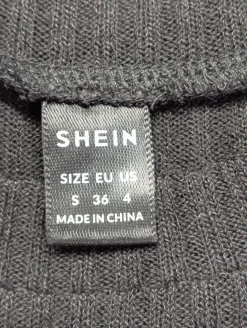 SHEIN
SIZE EU US
S 36 4
MADE IN CHINA